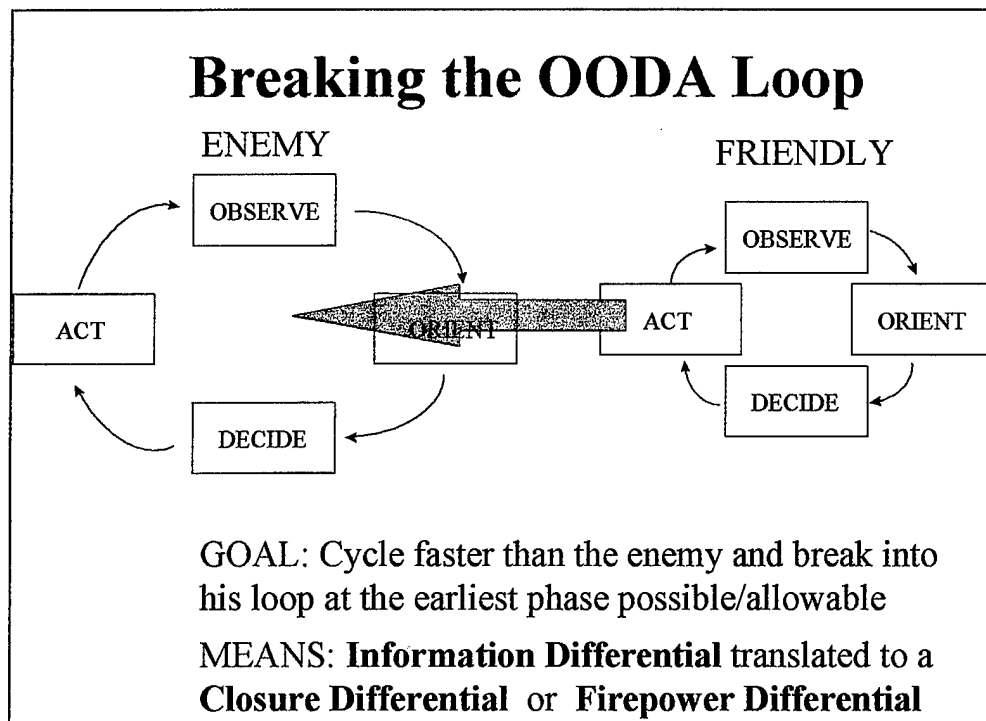 Breaking the OODA Loop
ENEMY
FRIENDLY
OBSERVE
OBSERVE
ACT
ORIENT
ACT
ORIENT
DECIDE
DECIDE
GOAL: Cycle faster than the enemy and break into
his loop at the earliest phase possible/allowable
MEANS: Information Differential translated to a
Closure Differential or Firepower Differential